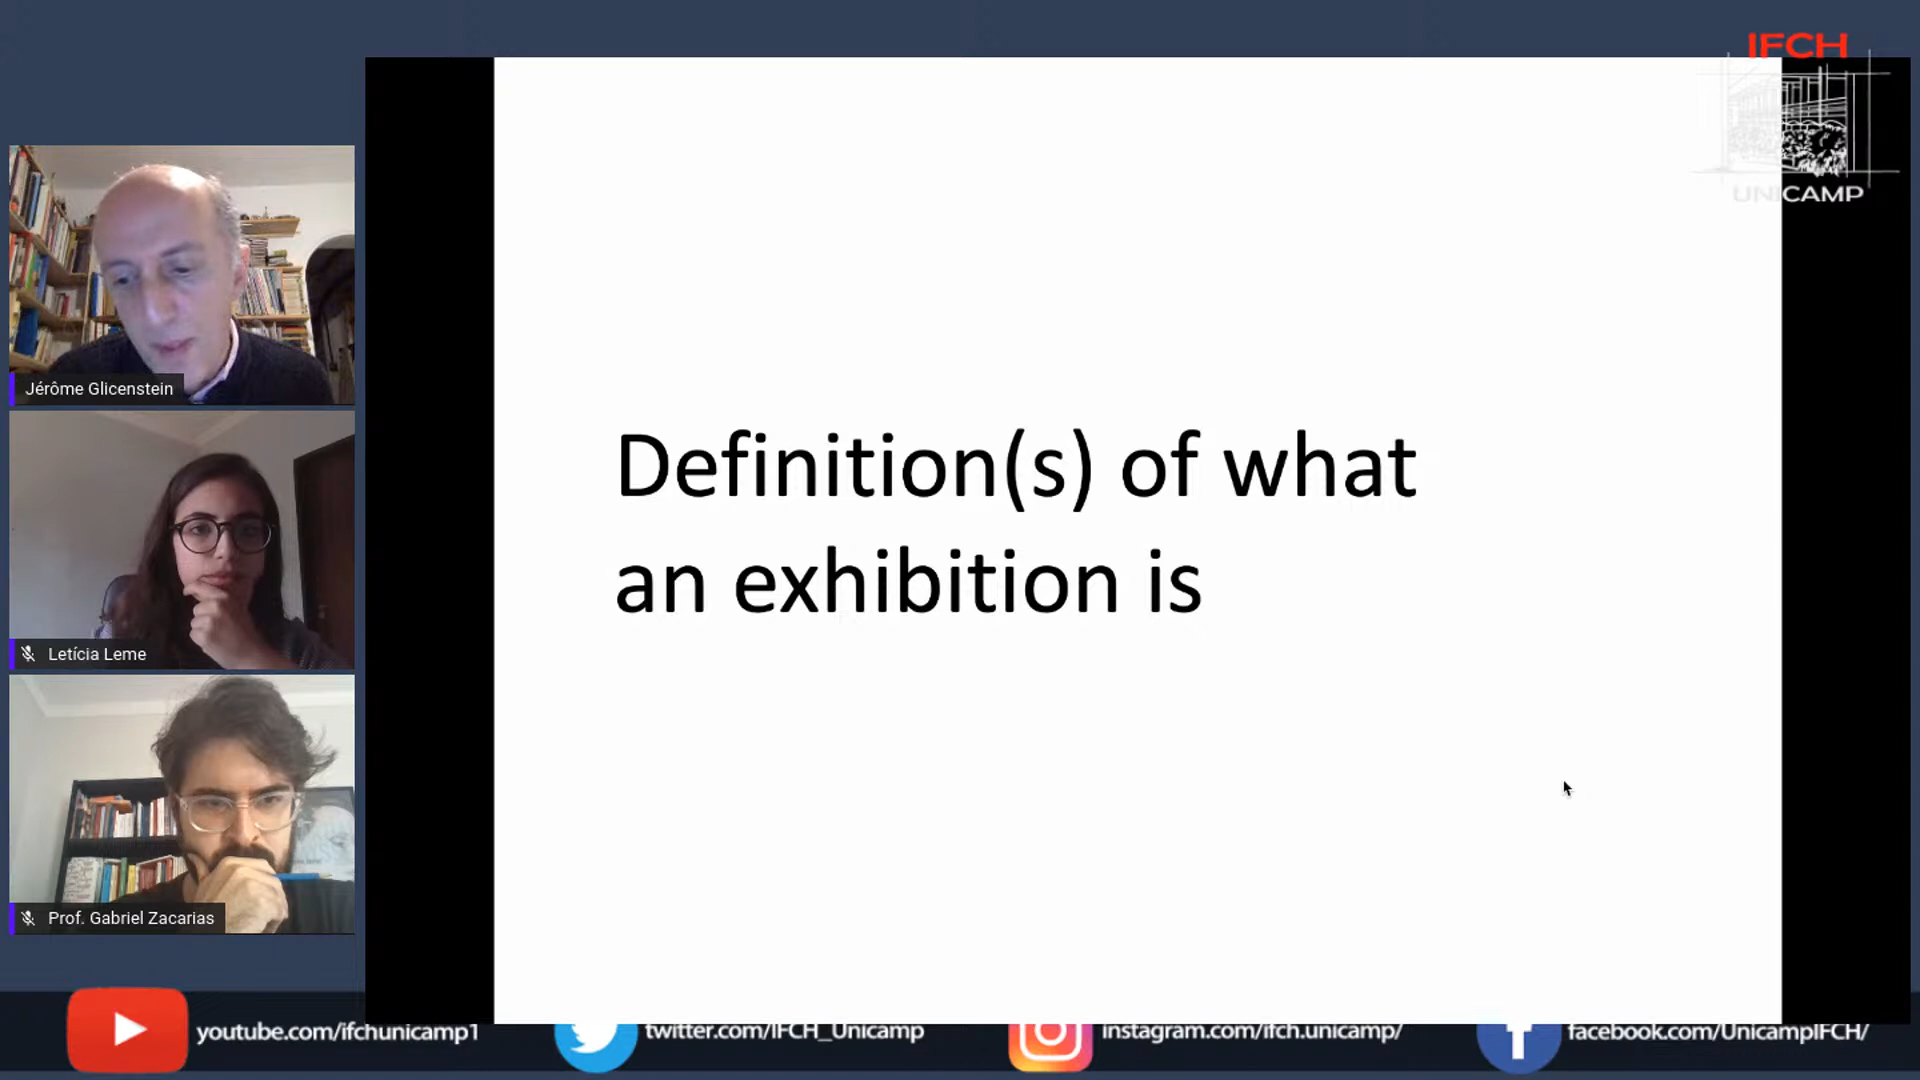 IFCH
UNICAMP
Jérôme Glicenstein
Letícia Leme
Prof. Gabriel Zacarias
Definition(s) of what
an exhibition is
youtube.com/ifchunicamp1
twitter.com/IFCH_Unicamp
instagram.com/ifch.unicamp/
facebook.com/UnicampIFCH/